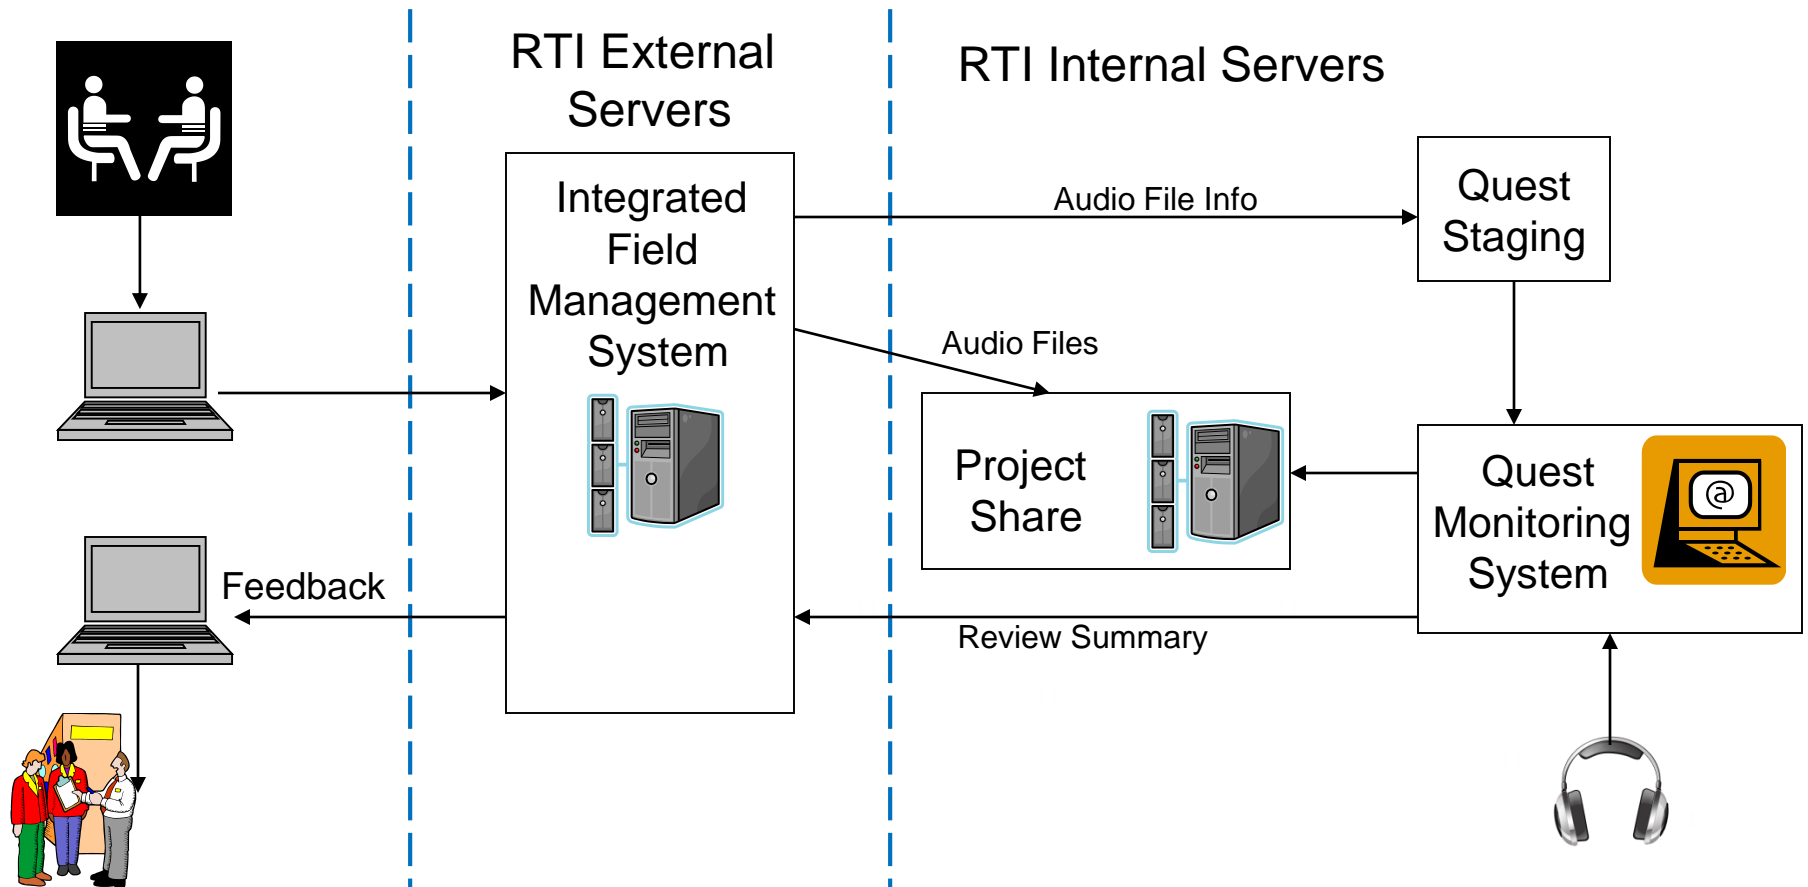 RTI External
Servers
RTI Internal Servers
Integrated
Field
Management
System
Audio File Info
Quest
Staging
Audio Files
Project
Share
Quest
Monitoring
System
@
Feedback
Review Summary